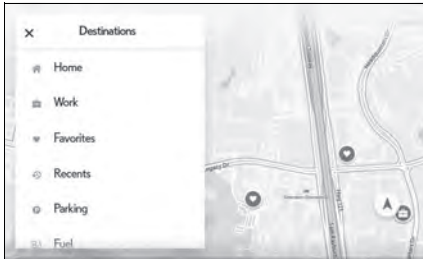 Destinations
Home
Work
Favorites
Recents
Parking
Fuel